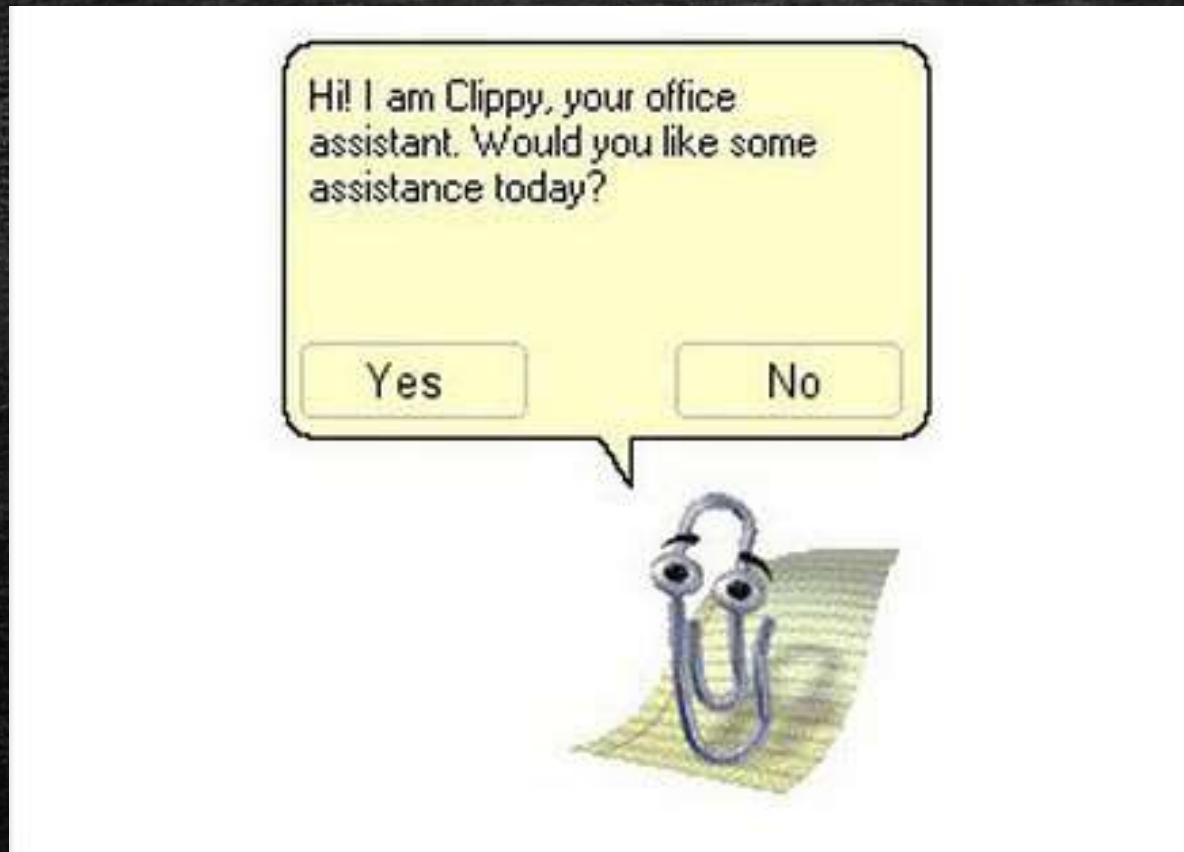 Hi! I am Clippy, your office
assistant. Would you like some
assistance today?
Yes
No